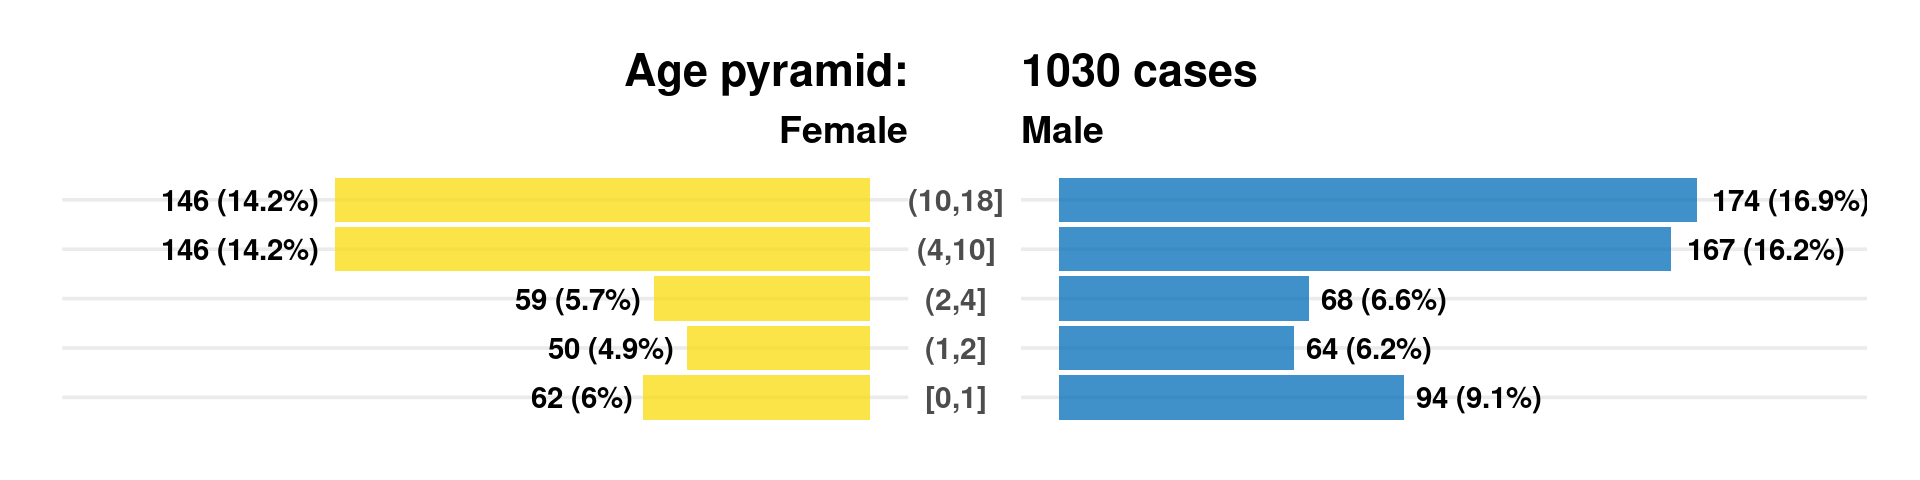 Age pyramid: 1030 cases
Female Male
146 (14.2%) (10,18] 174 (16.9%)
146 (14.2%) (4,10] 167 (16.2%)
59 (5.7%) (2,4] 68 (6.6%)
50 (4.9%) (1,2] 64 (6.2%)
62 (6%) [0,1] 94 (9.1%)